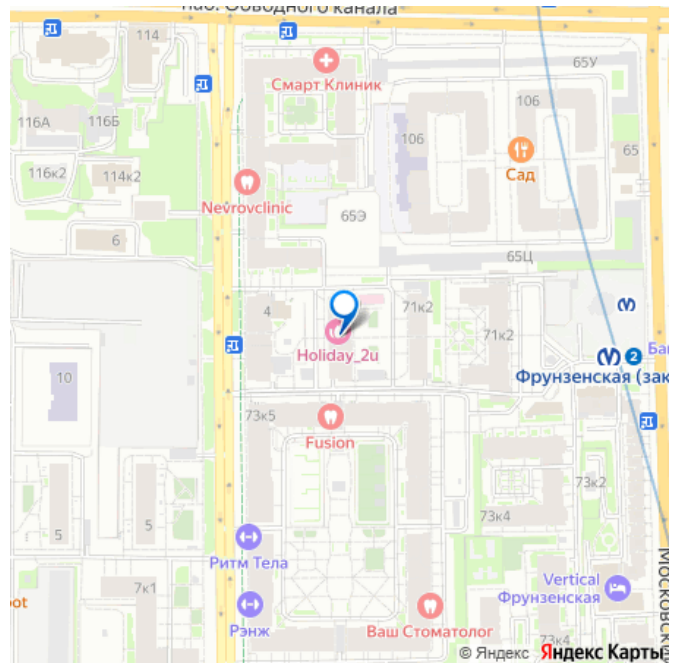 наб. Обводного канала
114
65У
Смарт Клиник
116А
116Б
106
106
Сад
65
116к2
114к2
Nevrovclinic
65Э
6
65Ц
4
71к2
71к2
Holiday_2u
2
Фрунзенская (зак
10
73к5
Fusion
73к2
73к4
5
5
Ритм Тела
7к1
Vertical
Фрунзенская
Рэнж
Ваш Стоматолог
73к4
© Яндекс Яндекс Карты